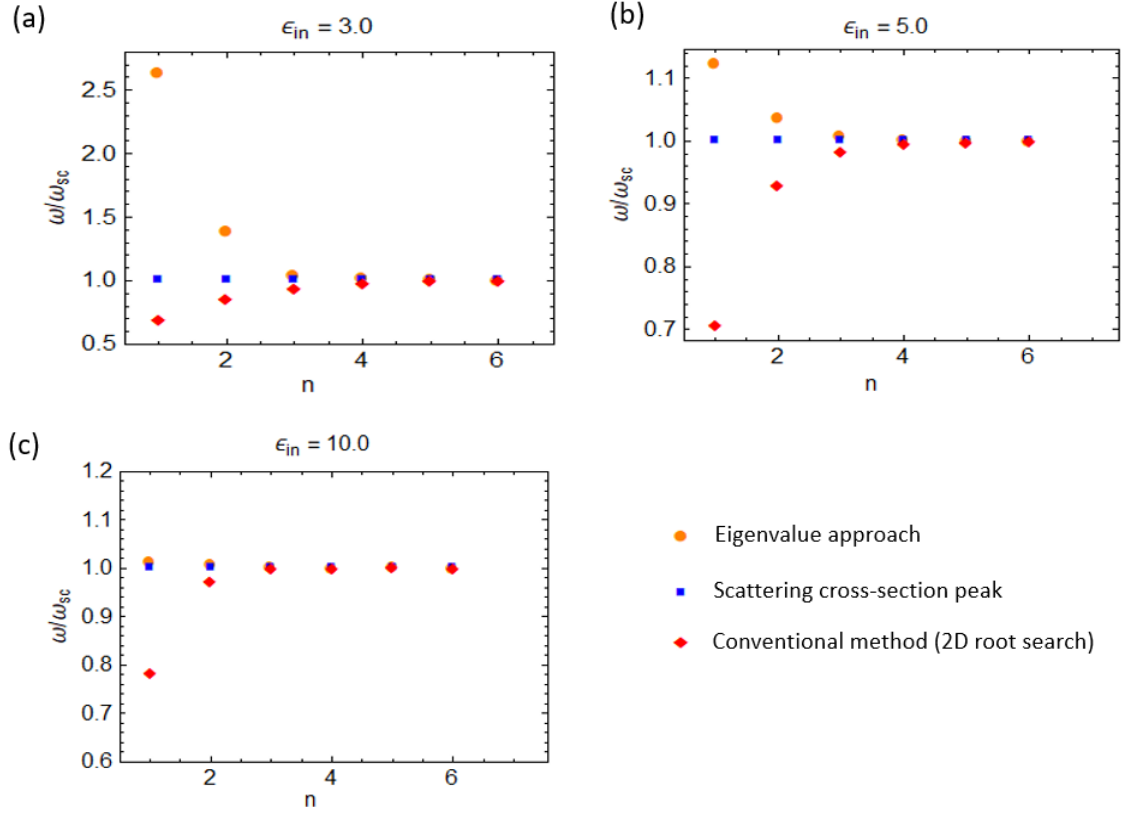 (a)
ϵin = 3.0
2.5
2.0
1.5
1.0
0.5
ω/ωsc
2 4 6
n
(b)
ϵin = 5.0
1.1
1.0
0.9
0.8
0.7
ω/ωsc
2 4 6
n
(c)
ϵin = 10.0
1.2
1.1
1.0
0.9
0.8
0.7
0.6
ω/ωsc
2 4 6
n
Eigenvalue approach
Scattering cross-section peak
Conventional method (2D root search)